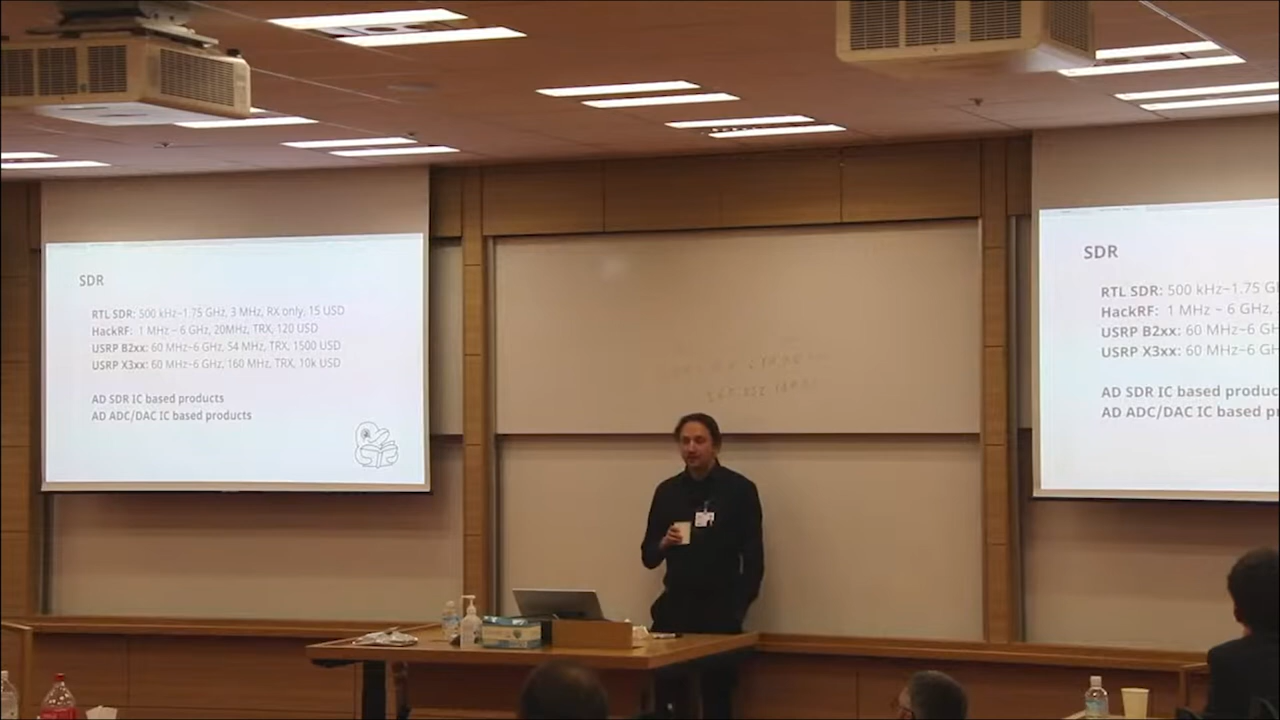 SDR
RTL SDR: 500 kHz~1.75 GHz, 3 MHz, RX only, 15 USD
HackRF: 1 MHz ~ 6 GHz, 20MHz, TRX, 120 USD
USRP B2xx: 60 MHz~6 GHz, 54 MHz, TRX, 1500 USD
USRP X3xx: 60 MHz~6 GHz, 160 MHz, TRX, 10k USD
AD SDR IC based products
AD ADC/DAC IC based products
SDR
RTL SDR: 500 kHz~1.75 G
HackRF: 1 MHz ~ 6 GHz,
USRP B2xx: 60 MHz~6 G
USRP X3xx: 60 MHz~6 G
AD SDR IC based produc
AD ADC/DAC IC based p